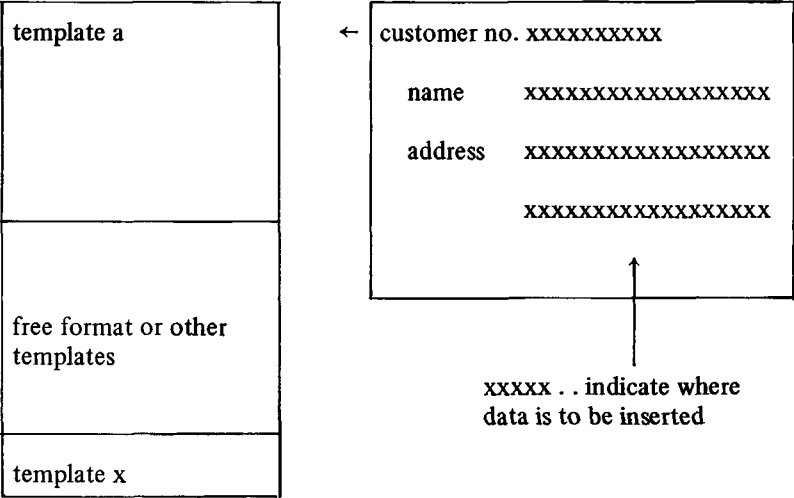 template a
free format or other
templates
template x
← customer no. xxxxxxxxxx
name xxxxxxxxxxxxxxxxxx
address xxxxxxxxxxxxxxxxxx
xxxxxxxxxxxxxxxxxx
xxxxx . . indicate where
data is to be inserted